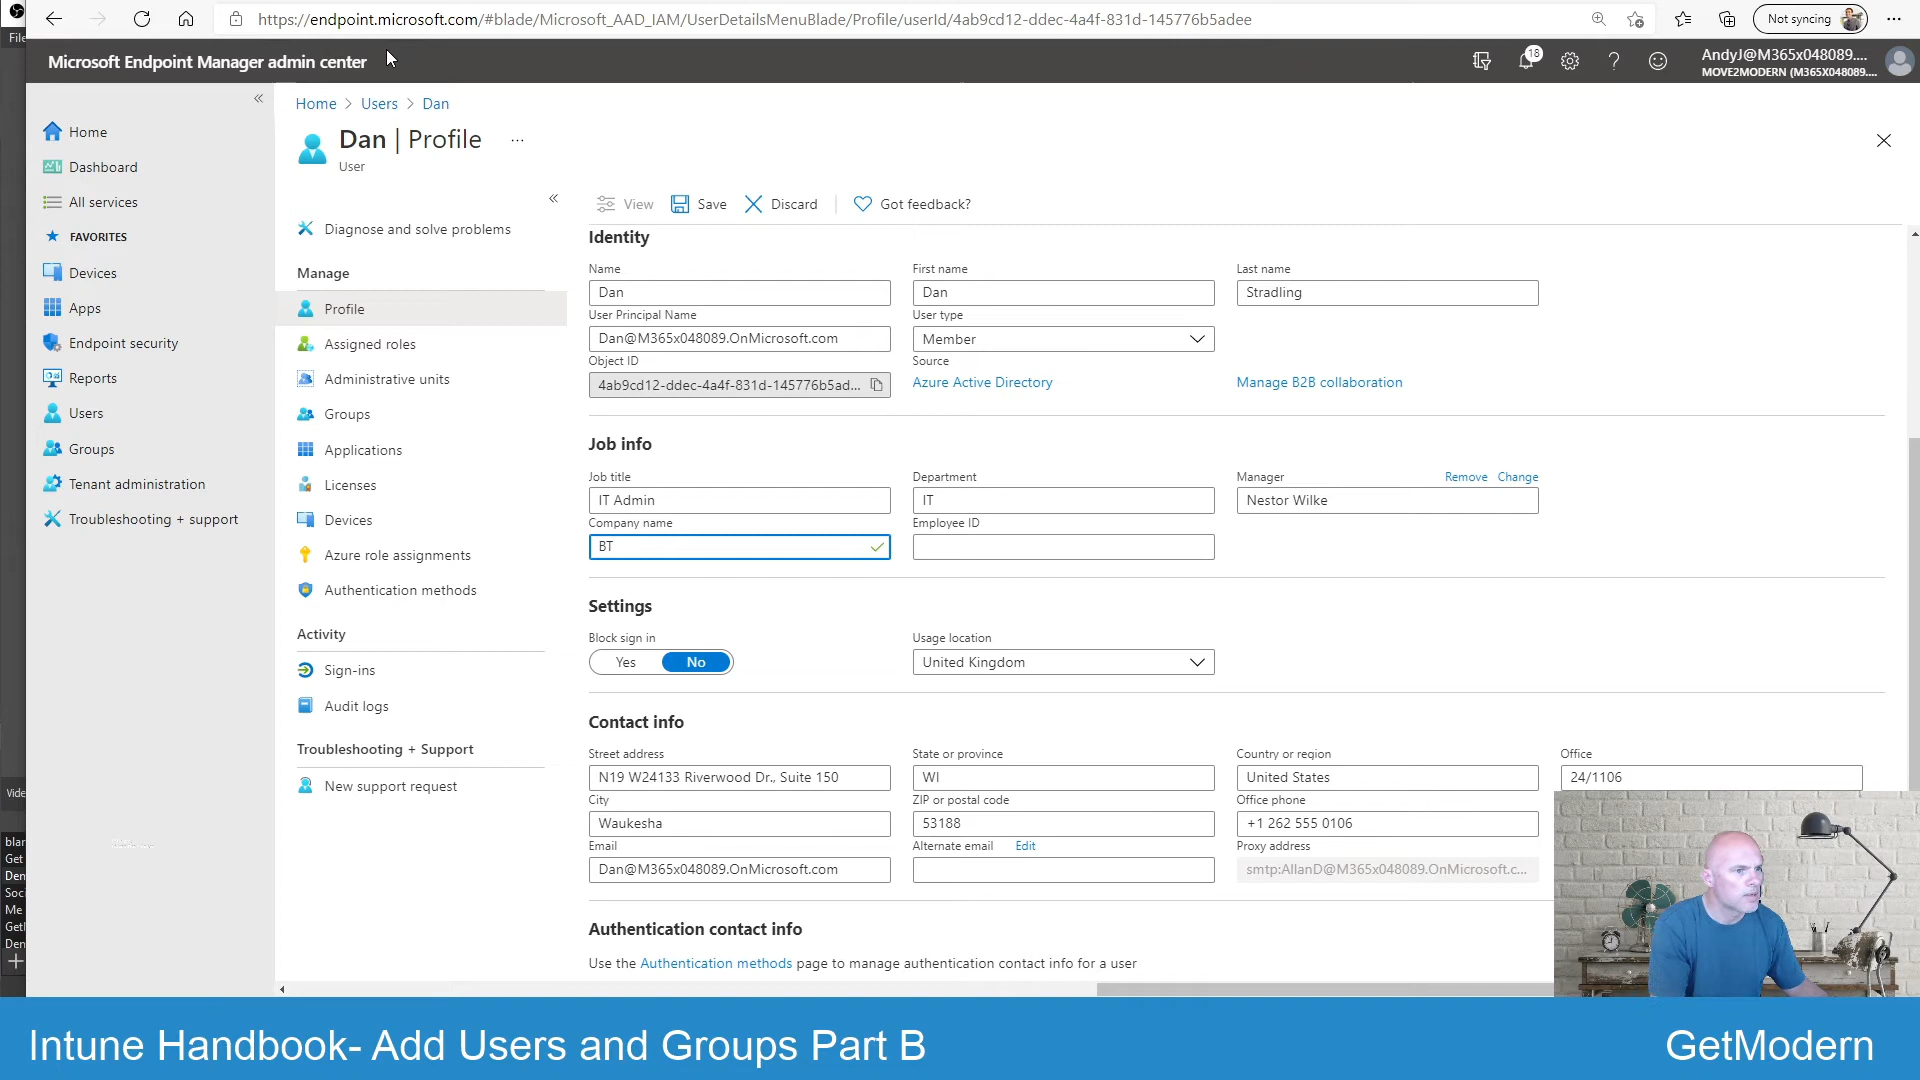 File
https://endpoint.microsoft.com/#blade/Microsoft_AAD_IAM/UserDetailsMenuBlade/Profile/userId/4ab9cd12-ddec-4a4f-831d-145776b5adee
Not syncing
Microsoft Endpoint Manager admin center
18
AndyJ@M365x048089....
MOVE2MODERN (M365X048089....
Home
Dashboard
All services
FAVORITES
Devices
Apps
Endpoint security
Reports
Users
Groups
Tenant administration
Troubleshooting + support
Home > Users > Dan
Dan | Profile
User
Diagnose and solve problems
Manage
Profile
Assigned roles
Administrative units
Groups
Applications
Licenses
Devices
Azure role assignments
Authentication methods
Activity
Sign-ins
Audit logs
Troubleshooting + Support
New support request
View
Save
Discard
Got feedback?
Identity
Name
First name
Last name
Dan
Dan
Stradling
User Principal Name
User type
Dan@M365x048089.OnMicrosoft.com
Member
Object ID
Source
4ab9cd12-ddec-4a4f-831d-145776b5ad...
Azure Active Directory
Manage B2B collaboration
Job info
Job title
Department
Manager
Remove
Change
IT Admin
IT
Nestor Wilke
Company name
Employee ID
BT
Settings
Block sign in
Usage location
Yes
No
United Kingdom
Contact info
Street address
State or province
Country or region
Office
N19 W24133 Riverwood Dr., Suite 150
WI
United States
24/1106
City
ZIP or postal code
Office phone
Waukesha
53188
+1 262 555 0106
Email
Alternate email
Edit
Proxy address
Dan@M365x048089.OnMicrosoft.com
smtp:AllanD@M365x048089.OnMicrosoft.c...
Authentication contact info
Use the Authentication methods page to manage authentication contact info for a user
Vide
blan
Get
Den
Soci
Me
GetI
Den
Intune Handbook- Add Users and Groups Part B
GetModern